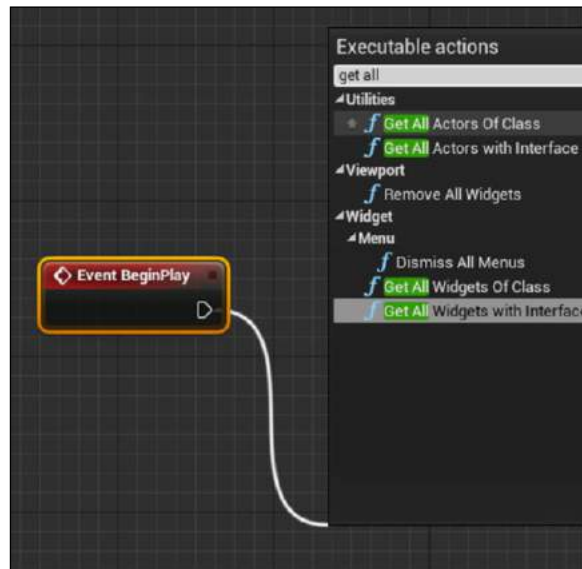 Executable actions
get all
Utilities
Get All Actors Of Class
Get All Actors with Interface
Viewport
Remove All Widgets
Widget
Menu
Dismiss All Menus
Event BeginPlay
Get All Widgets Of Class
Get All Widgets with Interface